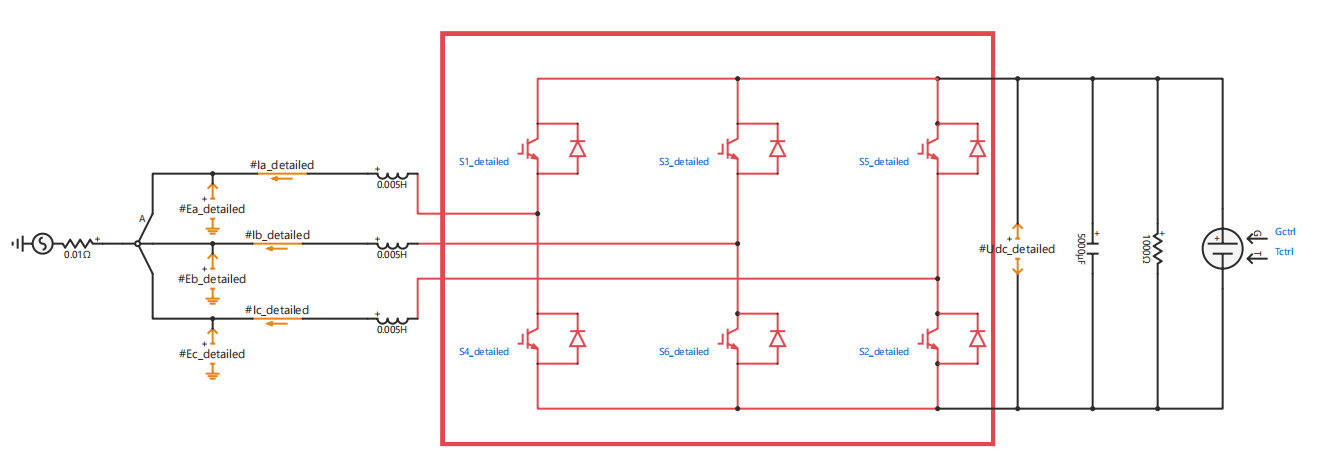 #Ia_detailed
+
0.005H
S1_detailed
S3_detailed
S5_detailed
A
+
#Ea_detailed
+
0.01Ω
#Ib_detailed
+
0.005H
+
#Udc_detailed
+
5000μF
+
1000Ω
+
G
T
Gctrl
Tctrl
+
#Eb_detailed
#Ic_detailed
+
0.005H
+
#Ec_detailed
S4_detailed
S6_detailed
S2_detailed